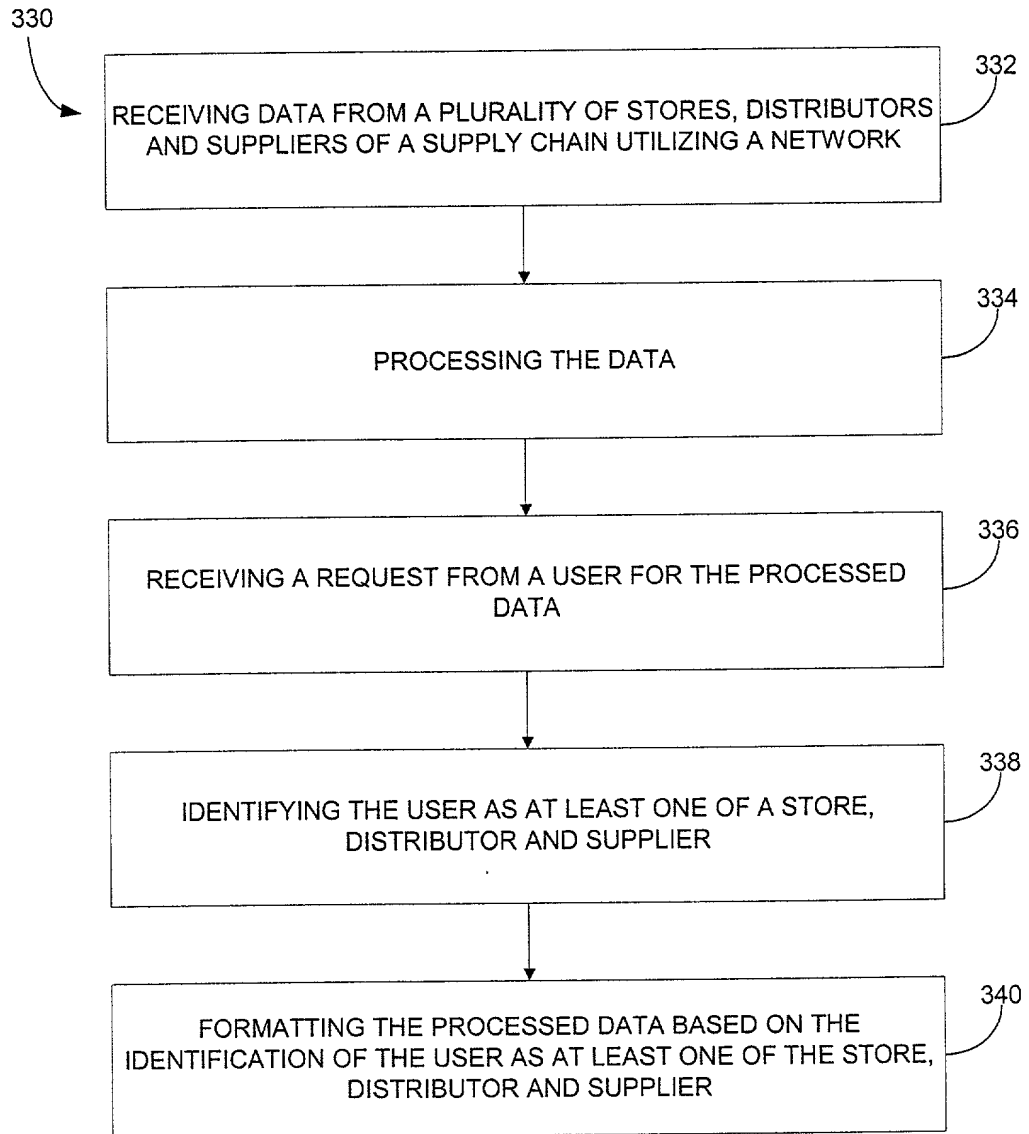 330
332
RECEIVING DATA FROM A PLURALITY OF STORES, DISTRIBUTORS
AND SUPPLIERS OF A SUPPLY CHAIN UTILIZING A NETWORK
334
PROCESSING THE DATA
336
RECEIVING A REQUEST FROM A USER FOR THE PROCESSED
DATA
338
IDENTIFYING THE USER AS AT LEAST ONE OF A STORE,
DISTRIBUTOR AND SUPPLIER
340
FORMATTING THE PROCESSED DATA BASED ON THE
IDENTIFICATION OF THE USER AS AT LEAST ONE OF THE STORE,
DISTRIBUTOR AND SUPPLIER